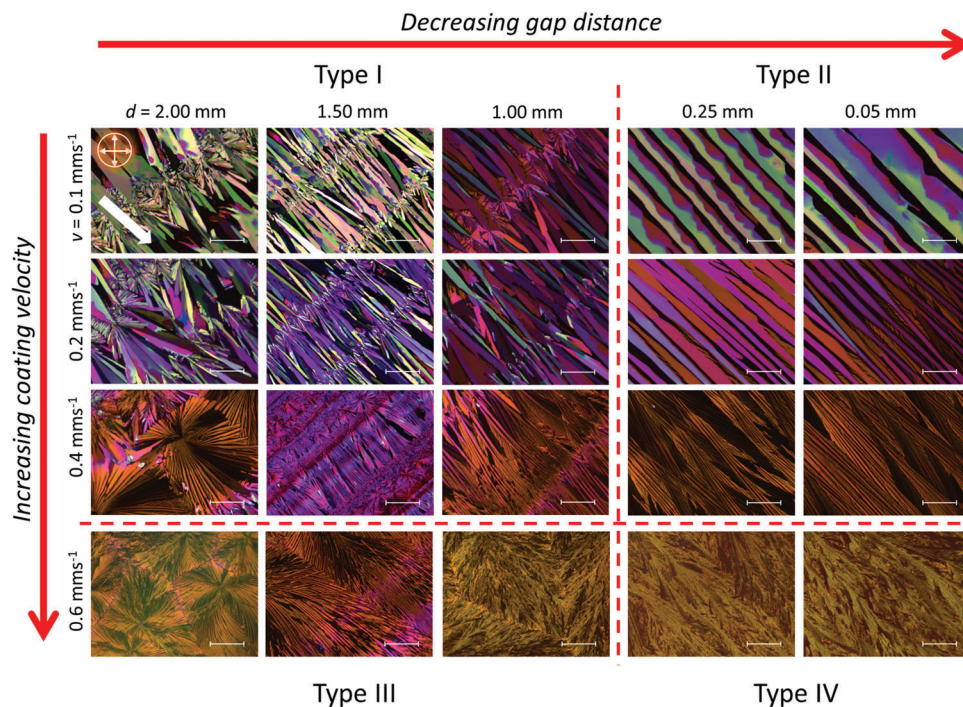 Decreasing gap distance
Type I
Type II
d = 2.00 mm
1.50 mm
1.00 mm
0.25 mm
0.05 mm
Increasing coating velocity
v = 0.1 mms⁻¹
0.2 mms⁻¹
0.4 mms⁻¹
0.6 mms⁻¹
Type III
Type IV